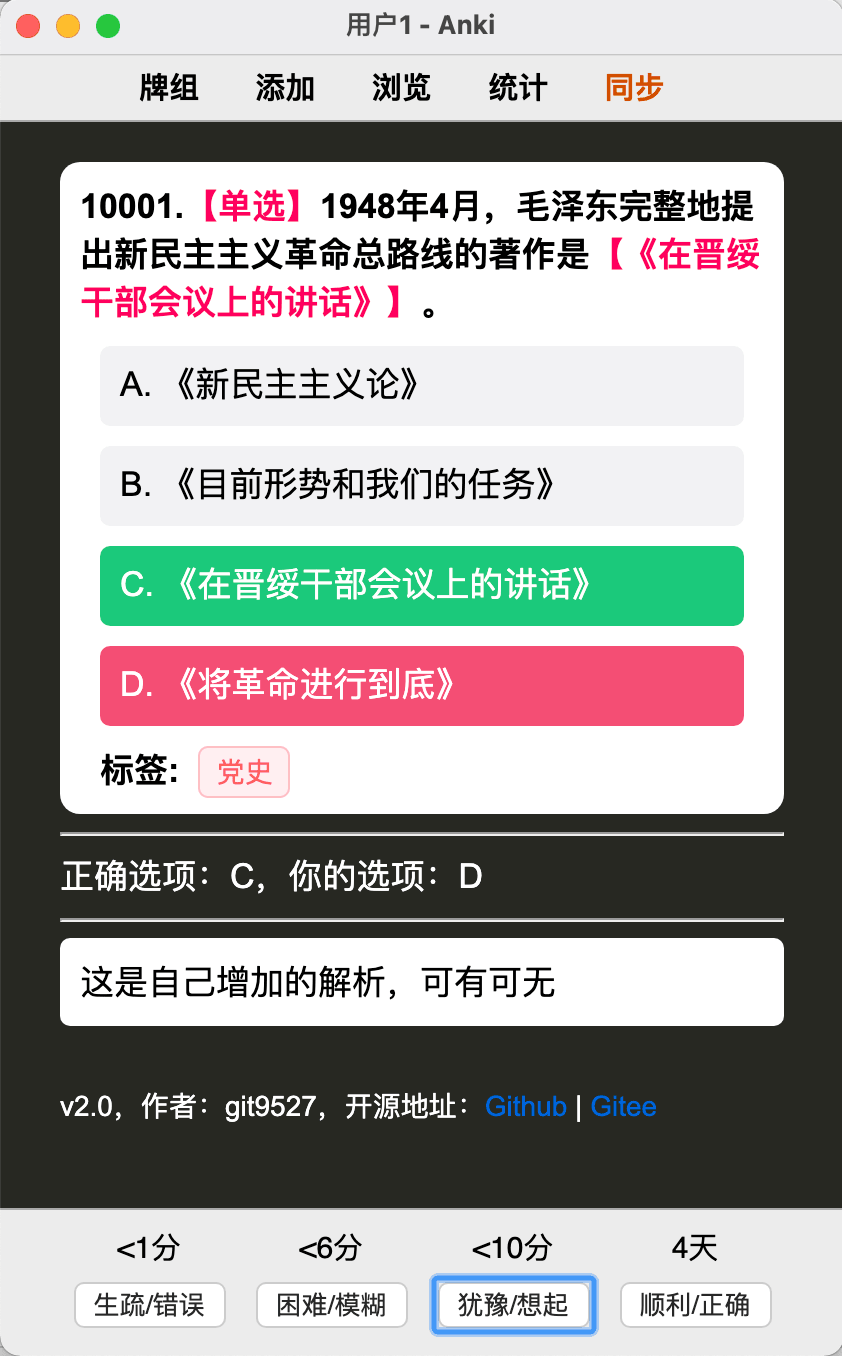 用户1 - Anki
牌组 添加 浏览 统计 同步
10001.【单选】1948年4月，毛泽东完整地提
出新民主主义革命总路线的著作是【《在晋绥
干部会议上的讲话》】。
A. 《新民主主义论》
B. 《目前形势和我们的任务》
C. 《在晋绥干部会议上的讲话》
D. 《将革命进行到底》
标签: 党史
正确选项：C，你的选项：D
这是自己增加的解析，可有可无
v2.0，作者：git9527，开源地址：Github | Gitee
<1分 <6分 <10分 4天
生疏/错误 困难/模糊 犹豫/想起 顺利/正确